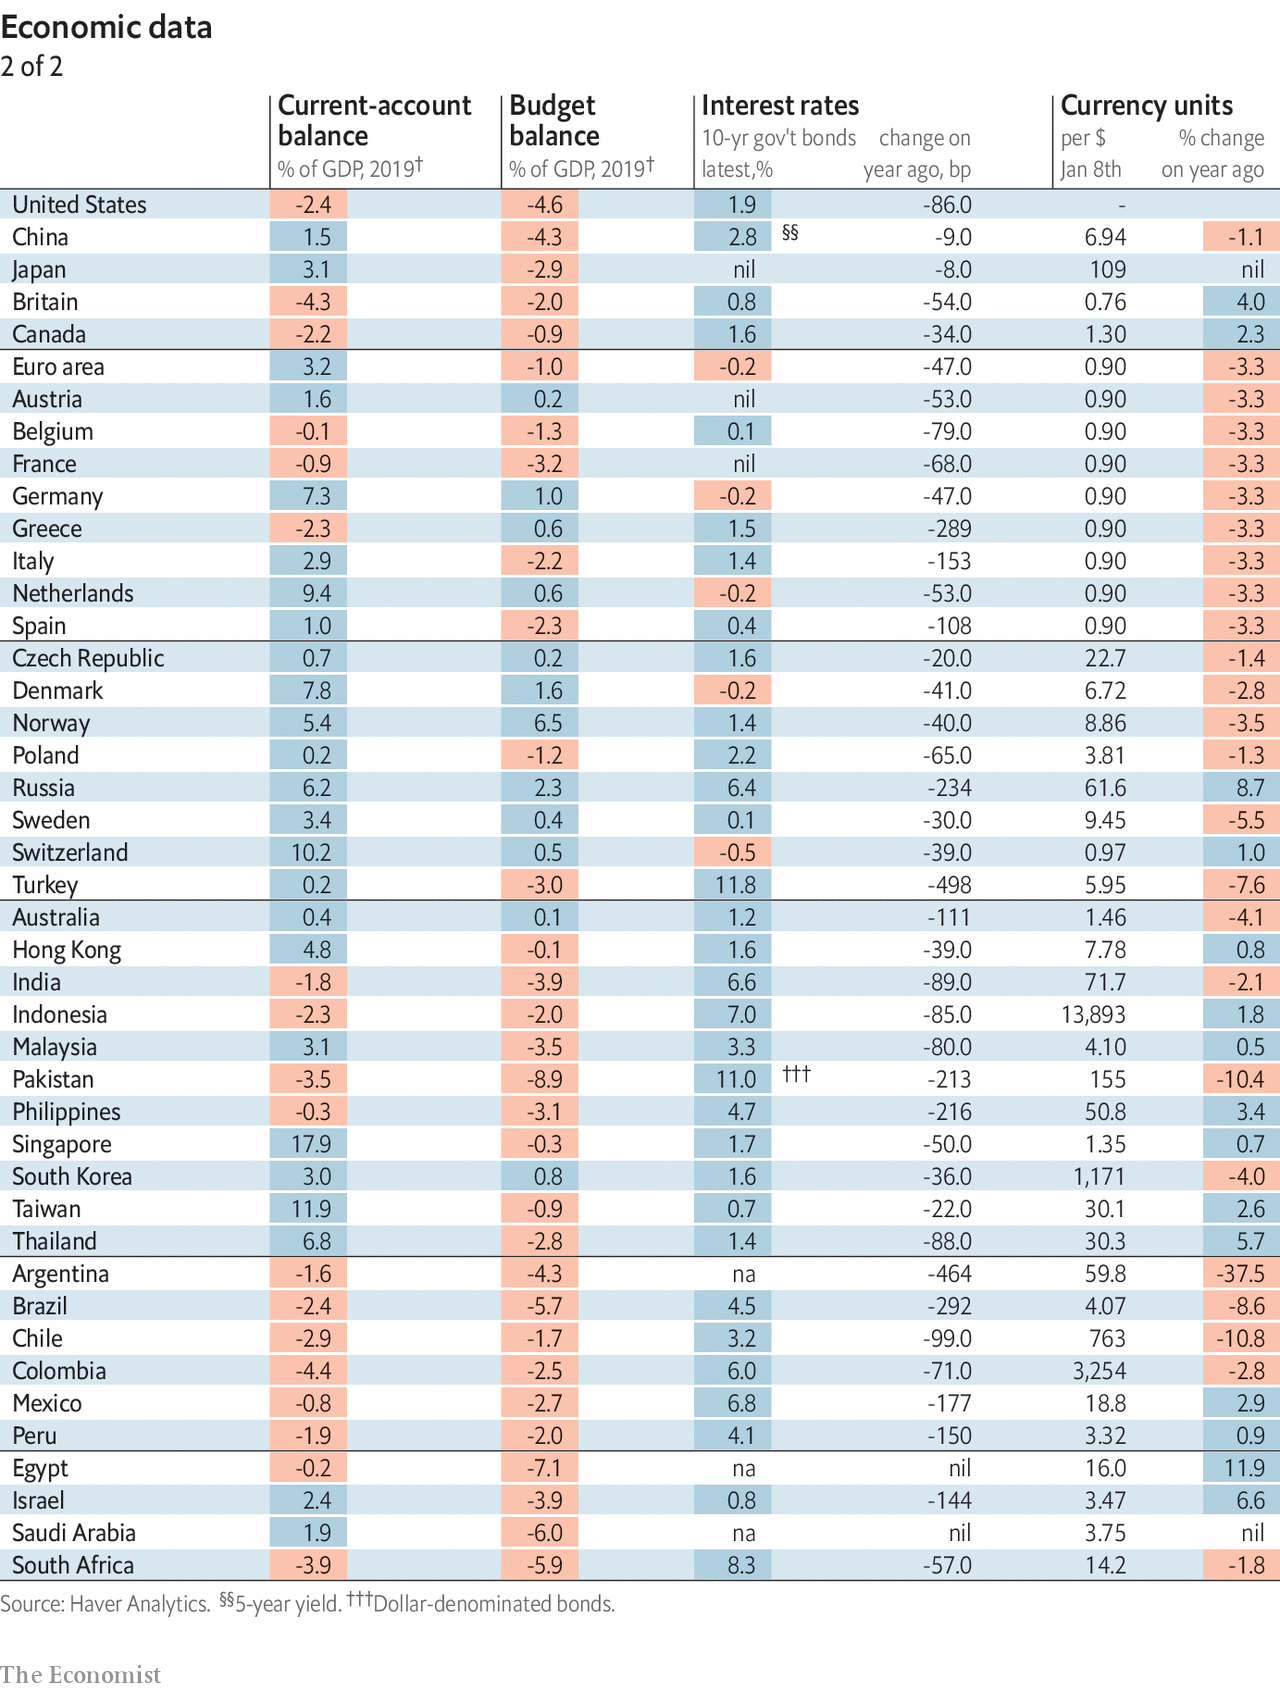 Economic data
2 of 2
Current-account balance Budget balance Interest rates Currency units
% of GDP, 2019† % of GDP, 2019† 10-yr gov't bonds latest,% change on year ago, bp per $ Jan 8th % change on year ago
United States -2.4 -4.6 1.9 -86.0 -
China 1.5 -4.3 2.8 §§ -9.0 6.94 -1.1
Japan 3.1 -2.9 nil -8.0 109 nil
Britain -4.3 -2.0 0.8 -54.0 0.76 4.0
Canada -2.2 -0.9 1.6 -34.0 1.30 2.3
Euro area 3.2 -1.0 -0.2 -47.0 0.90 -3.3
Austria 1.6 0.2 nil -53.0 0.90 -3.3
Belgium -0.1 -1.3 0.1 -79.0 0.90 -3.3
France -0.9 -3.2 nil -68.0 0.90 -3.3
Germany 7.3 1.0 -0.2 -47.0 0.90 -3.3
Greece -2.3 0.6 1.5 -289 0.90 -3.3
Italy 2.9 -2.2 1.4 -153 0.90 -3.3
Netherlands 9.4 0.6 -0.2 -53.0 0.90 -3.3
Spain 1.0 -2.3 0.4 -108 0.90 -3.3
Czech Republic 0.7 0.2 1.6 -20.0 22.7 -1.4
Denmark 7.8 1.6 -0.2 -41.0 6.72 -2.8
Norway 5.4 6.5 1.4 -40.0 8.86 -3.5
Poland 0.2 -1.2 2.2 -65.0 3.81 -1.3
Russia 6.2 2.3 6.4 -234 61.6 8.7
Sweden 3.4 0.4 0.1 -30.0 9.45 -5.5
Switzerland 10.2 0.5 -0.5 -39.0 0.97 1.0
Turkey 0.2 -3.0 11.8 -498 5.95 -7.6
Australia 0.4 0.1 1.2 -111 1.46 -4.1
Hong Kong 4.8 -0.1 1.6 -39.0 7.78 0.8
India -1.8 -3.9 6.6 -89.0 71.7 -2.1
Indonesia -2.3 -2.0 7.0 -85.0 13,893 1.8
Malaysia 3.1 -3.5 3.3 -80.0 4.10 0.5
Pakistan -3.5 -8.9 11.0 ††† -213 155 -10.4
Philippines -0.3 -3.1 4.7 -216 50.8 3.4
Singapore 17.9 -0.3 1.7 -50.0 1.35 0.7
South Korea 3.0 0.8 1.6 -36.0 1,171 -4.0
Taiwan 11.9 -0.9 0.7 -22.0 30.1 2.6
Thailand 6.8 -2.8 1.4 -88.0 30.3 5.7
Argentina -1.6 -4.3 na -464 59.8 -37.5
Brazil -2.4 -5.7 4.5 -292 4.07 -8.6
Chile -2.9 -1.7 3.2 -99.0 763 -10.8
Colombia -4.4 -2.5 6.0 -71.0 3,254 -2.8
Mexico -0.8 -2.7 6.8 -177 18.8 2.9
Peru -1.9 -2.0 4.1 -150 3.32 0.9
Egypt -0.2 -7.1 na nil 16.0 11.9
Israel 2.4 -3.9 0.8 -144 3.47 6.6
Saudi Arabia 1.9 -6.0 na nil 3.75 nil
South Africa -3.9 -5.9 8.3 -57.0 14.2 -1.8
Source: Haver Analytics. §§5-year yield. †††Dollar-denominated bonds.
The Economist